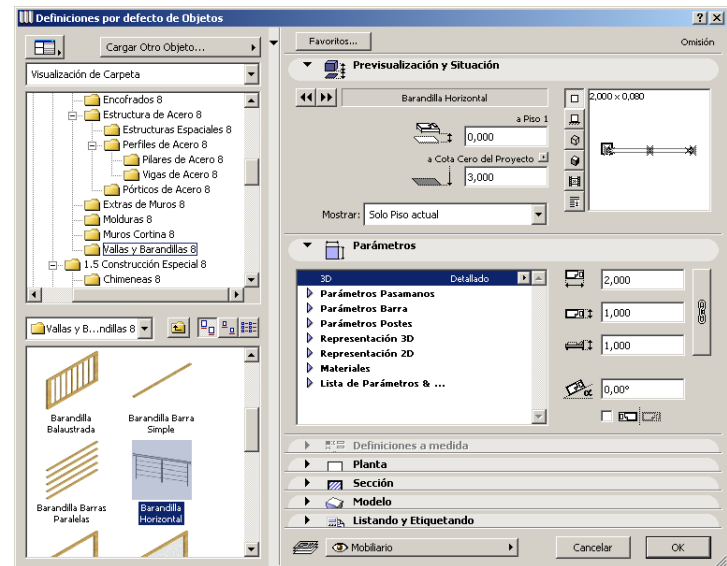 Definiciones por defecto de Objetos
Cargar Otro Objeto...
Visualización de Carpeta
Encofrados 8
Estructura de Acero 8
Estructuras Espaciales 8
Perfiles de Acero 8
Pilares de Acero 8
Vigas de Acero 8
Pórticos de Acero 8
Extras de Muros 8
Molduras 8
Muros Cortina 8
Vallas y Barandillas 8
1.5 Construcción Especial 8
Chimeneas 8
Vallas y B...ndillas 8
Barandilla
Balaustrada
Barandilla Barra
Simple
Barandilla Barras
Paralelas
Barandilla
Horizontal
Favoritos...
Omisión
Previsualización y Situación
Barandilla Horizontal
a Piso 1
0,000
a Cota Cero del Proyecto
3,000
Mostrar: Solo Piso actual
2,000 × 0,080
Parámetros
3D Detallado
Parámetros Pasamanos
Parámetros Barra
Parámetros Postes
Representación 3D
Representación 2D
Materiales
Lista de Parámetros & ...
2,000
1,000
1,000
α 0,00°
Definiciones a medida
Planta
Sección
Modelo
Listando y Etiquetando
Mobiliario
Cancelar
OK